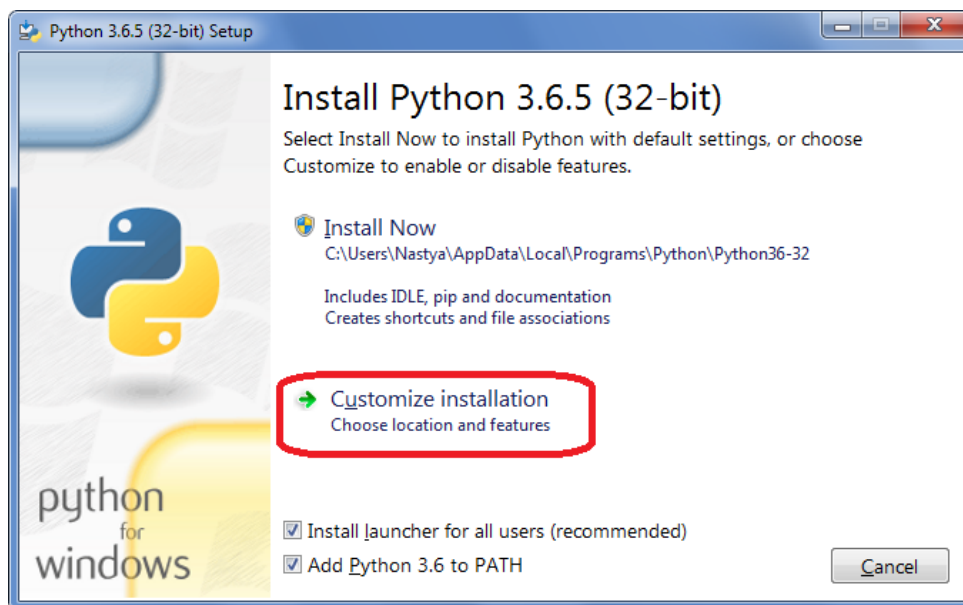 Python 3.6.5 (32-bit) Setup
Install Python 3.6.5 (32-bit)
Select Install Now to install Python with default settings, or choose
Customize to enable or disable features.
Install Now
C:\Users\Nastya\AppData\Local\Programs\Python\Python36-32
Includes IDLE, pip and documentation
Creates shortcuts and file associations
Customize installation
Choose location and features
python
for
windows
Install launcher for all users (recommended)
Add Python 3.6 to PATH
Cancel